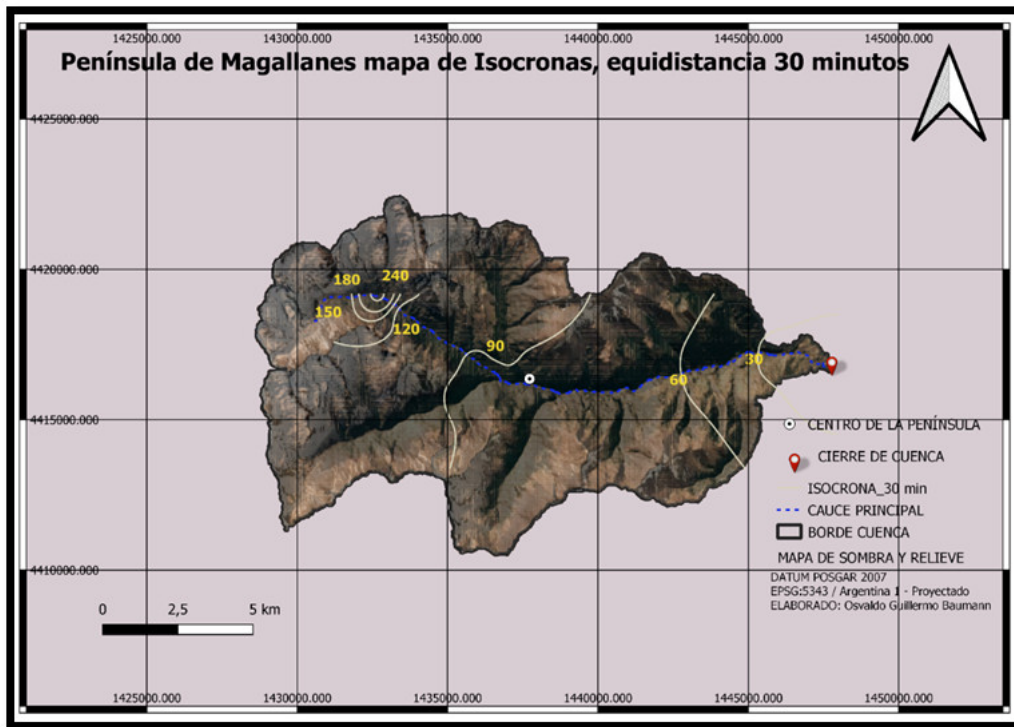 1425000.000 1430000.000 1435000.000 1440000.000 1445000.000 1450000.000
Península de Magallanes mapa de Isocronas, equidistancia 30 minutos
4425000.000
4420000.000
180 240
150
120
90
60
30
4415000.000
CENTRO DE LA PENÍNSULA
CIERRE DE CUENCA
ISOCRONA_30 min
CAUCE PRINCIPAL
BORDE CUENCA
MAPA DE SOMBRA Y RELIEVE
4410000.000
DATUM POSGAR 2007
EPSG:5343 / Argentina 1 - Proyectado
ELABORADO: Osvaldo Guillermo Baumann
0 2,5 5 km
1425000.000 1430000.000 1435000.000 1440000.000 1445000.000 1450000.000